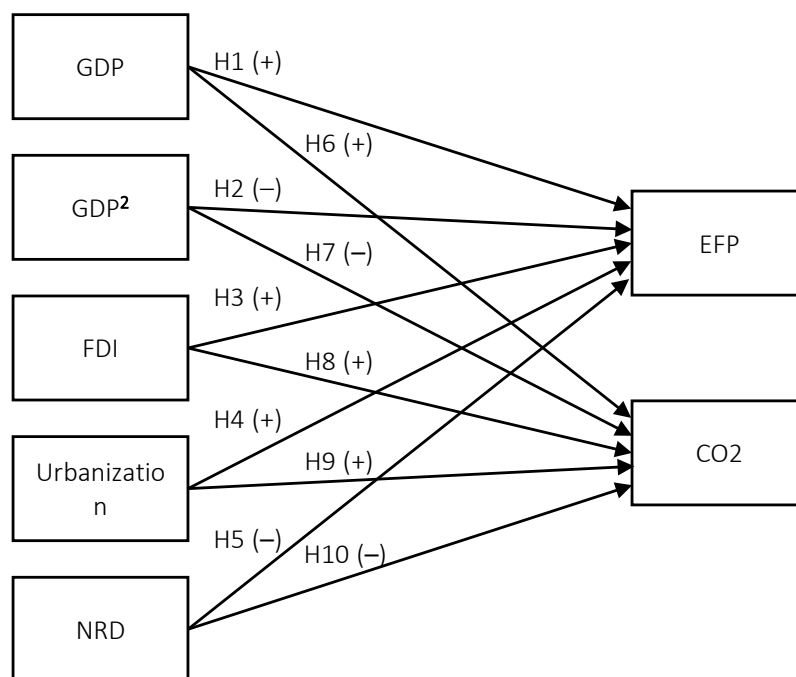 GDP
H1 (+)
H6 (+)
GDP²
H2 (–)
H7 (–)
EFP
FDI
H3 (+)
H8 (+)
Urbanizatio
n
H4 (+)
H9 (+)
CO2
NRD
H5 (–)
H10 (–)